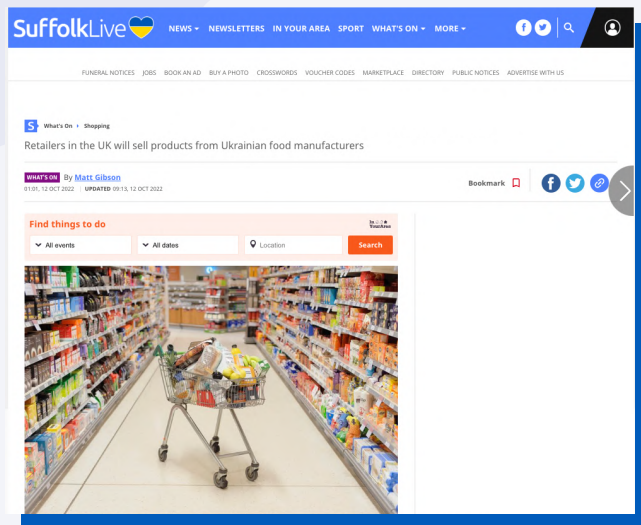 SuffolkLive
NEWS NEWSLETTERS IN YOUR AREA SPORT WHAT'S ON MORE
FUNERAL NOTICES JOBS BOOK AN AD BUY A PHOTO CROSSWORDS VOUCHER CODES MARKETPLACE DIRECTORY PUBLIC NOTICES ADVERTISE WITH US
S What's On Shopping
Retailers in the UK will sell products from Ukrainian food manufacturers
WHAT'S ON By Matt Gibson
01:01, 12 OCT 2022 | UPDATED 09:13, 12 OCT 2022
Bookmark
Find things to do
In Your Area
All events All dates Location Search